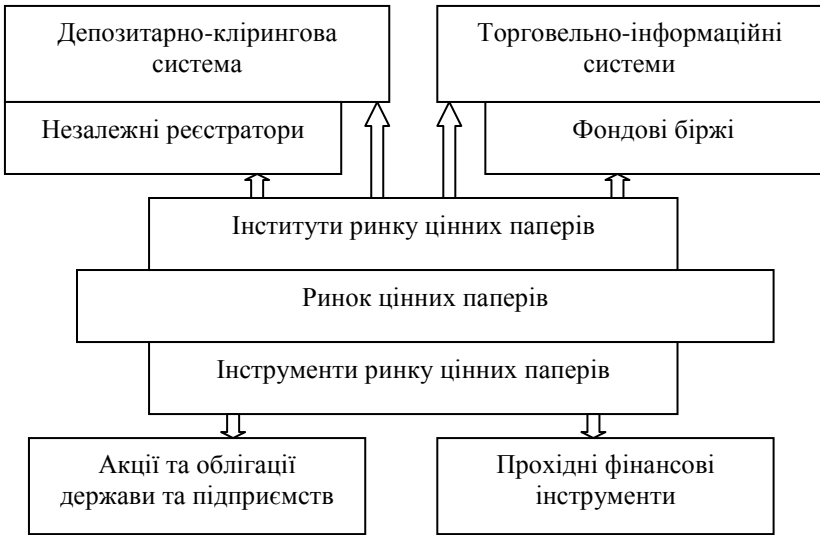 Депозитарно-клірингова
система
Торговельно-інформаційні
системи
Незалежні реєстратори
Фондові біржі
Інститути ринку цінних паперів
Ринок цінних паперів
Інструменти ринку цінних паперів
Акції та облігації
держави та підприємств
Прохідні фінансові
інструменти